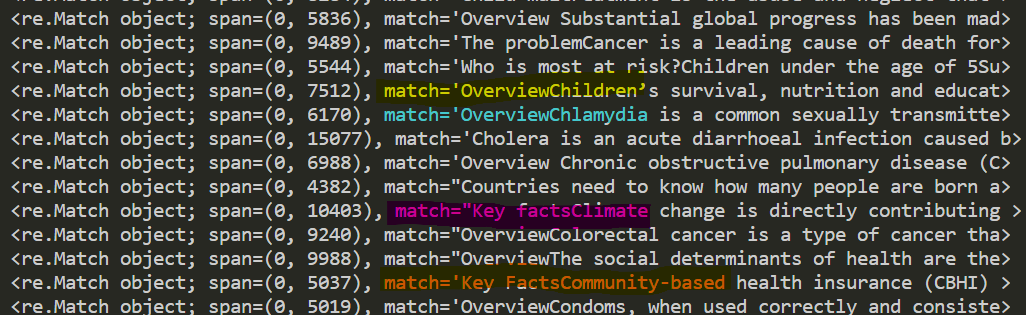 <re.Match object; span=(0, 5836), match='Overview Substantial global progress has been mad>
<re.Match object; span=(0, 9489), match='The problemCancer is a leading cause of death for>
<re.Match object; span=(0, 5544), match='Who is most at risk?Children under the age of 5Su>
<re.Match object; span=(0, 7512), match='OverviewChildren’s survival, nutrition and educat>
<re.Match object; span=(0, 6170), match='OverviewChlamydia is a common sexually transmitte>
<re.Match object; span=(0, 15077), match='Cholera is an acute diarrhoeal infection caused b>
<re.Match object; span=(0, 6988), match='Overview Chronic obstructive pulmonary disease (C>
<re.Match object; span=(0, 4382), match="Countries need to know how many people are born a>
<re.Match object; span=(0, 10403), match="Key factsClimate change is directly contributing >
<re.Match object; span=(0, 9240), match="OverviewColorectal cancer is a type of cancer tha>
<re.Match object; span=(0, 9988), match="OverviewThe social determinants of health are the>
<re.Match object; span=(0, 5037), match='Key FactsCommunity-based health insurance (CBHI) >
<re.Match object; span=(0, 5019), match='OverviewCondoms, when used correctly and consiste>